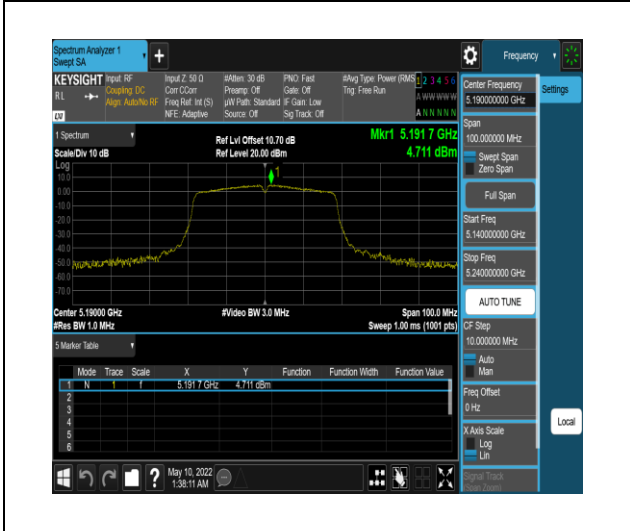 Spectrum Analyzer 1
Swept SA
Frequency
KEYSIGHT Input: RF
R L
Coupling: DC
Align: Auto/No RF
Input Z: 50 Ω
Corr CCorr
Freq Ref: Int (S)
NFE: Adaptive
#Atten: 30 dB
Preamp: Off
µW Path: Standard
Source: Off
PNO: Fast
Gate: Off
IF Gain: Low
Sig Track: Off
#Avg Type: Power (RMS)
Trig: Free Run
1 2 3 4 5 6
A W W W W W
A N N N N N
1 Spectrum
Scale/Div 10 dB
Ref Lvl Offset 10.70 dB
Ref Level 20.00 dBm
Mkr1 5.191 7 GHz
4.711 dBm
Log
10.0
0.00
-10.0
-20.0
-30.0
-40.0
-50.0
-60.0
-70.0
1
Center 5.19000 GHz
#Res BW 1.0 MHz
#Video BW 3.0 MHz
Span 100.0 MHz
Sweep 1.00 ms (1001 pts)
5 Marker Table
Mode Trace Scale X Y Function Function Width Function Value
1 N 1 f 5.191 7 GHz 4.711 dBm
2
3
4
5
6
May 10, 2022
1:38:11 AM
Center Frequency
5.190000000 GHz
Settings
Span
100.000000 MHz
Swept Span
Zero Span
Full Span
Start Freq
5.140000000 GHz
Stop Freq
5.240000000 GHz
AUTO TUNE
CF Step
10.000000 MHz
Auto
Man
Freq Offset
0 Hz
X Axis Scale
Log
Lin
Local
Signal Track
(Span Zoom)